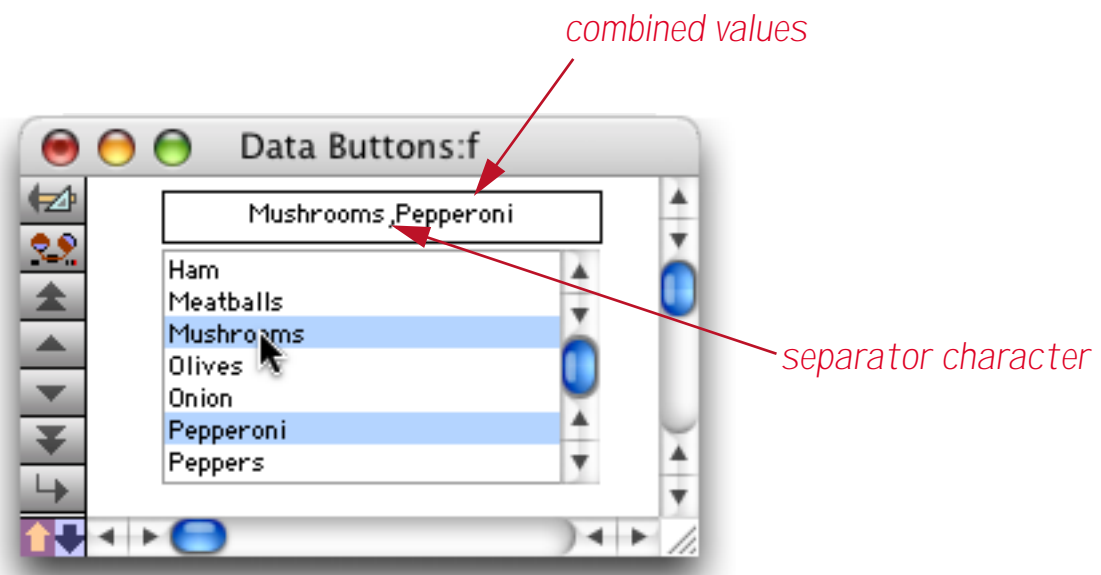 combined values
Data Buttons:f
Mushrooms,Pepperoni
Ham
Meatballs
Mushrooms
separator character
Olives
Onion
Pepperoni
Peppers